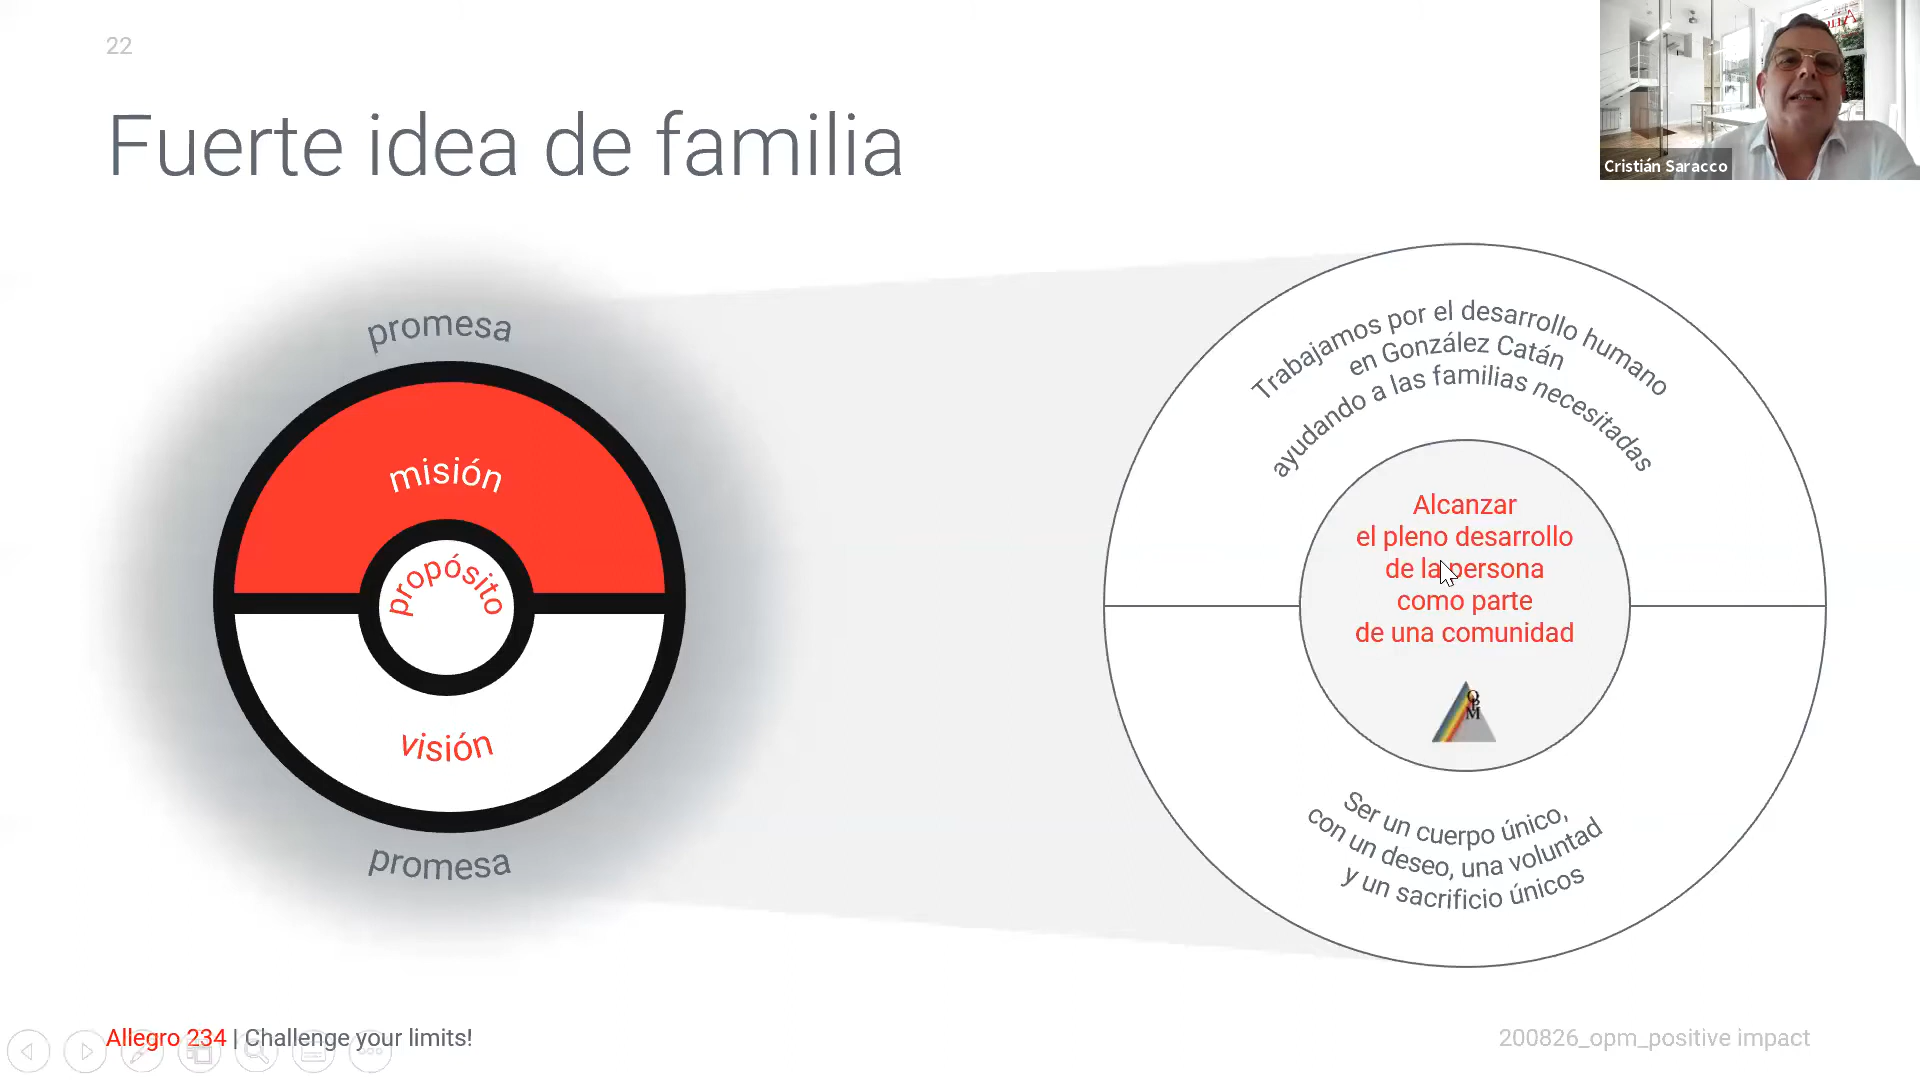 22
Fuerte idea de familia
Cristián Saracco
promesa
misión
propósito
visión
promesa
Trabajamos por el desarrollo humano
en González Catán
ayudando a las familias necesitadas
Alcanzar
el pleno desarrollo
de la persona
como parte
de una comunidad
OPM
Ser un cuerpo único,
con un deseo, una voluntad
y un sacrificio únicos
Allegro 234 | Challenge your limits!
200826_opm_positive impact